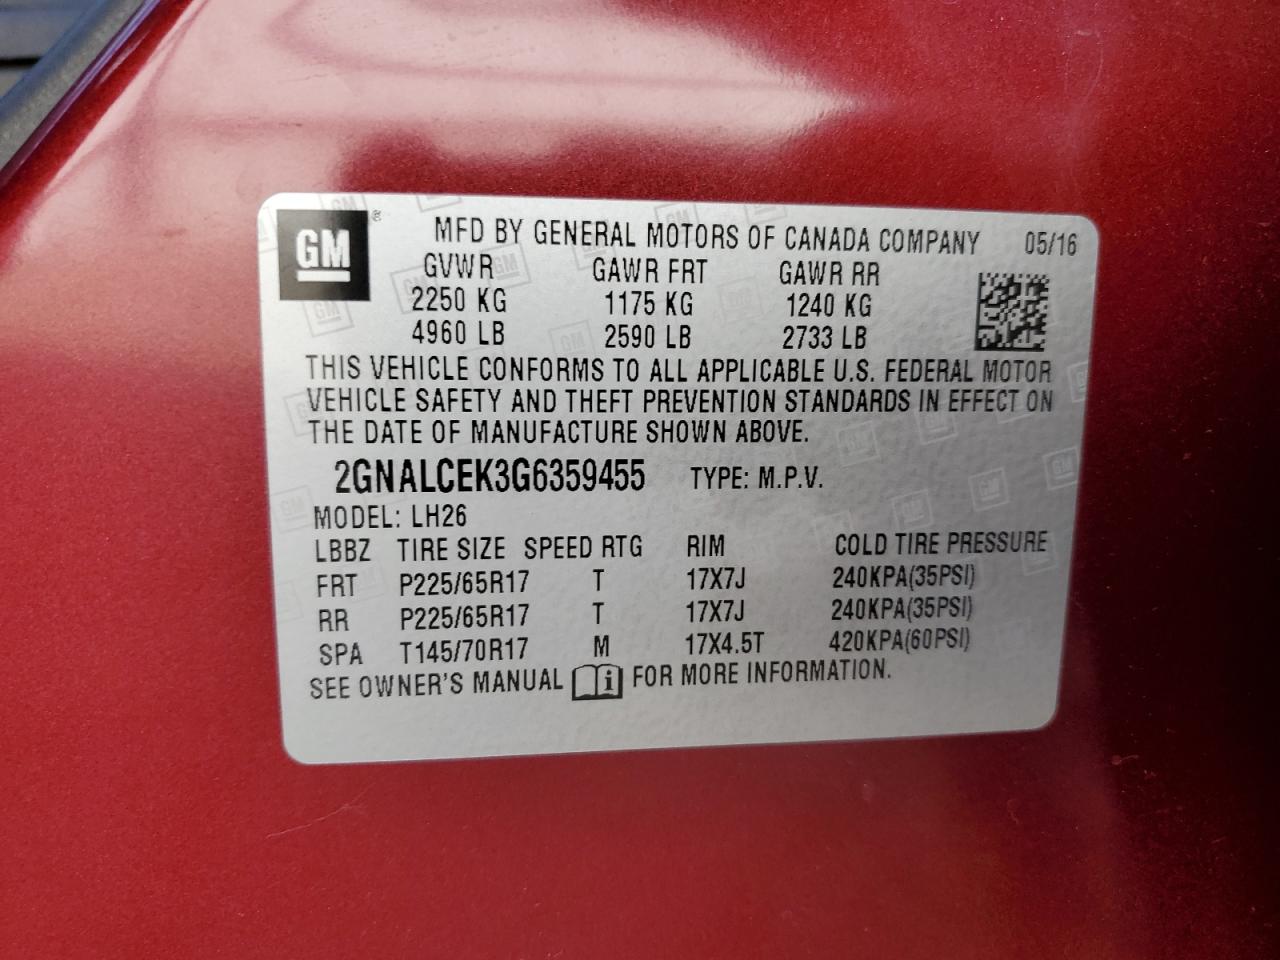 GM ® MFD BY GENERAL MOTORS OF CANADA COMPANY 05/16
GVWR GAWR FRT GAWR RR
2250 KG 1175 KG 1240 KG
4960 LB 2590 LB 2733 LB
THIS VEHICLE CONFORMS TO ALL APPLICABLE U.S. FEDERAL MOTOR
VEHICLE SAFETY AND THEFT PREVENTION STANDARDS IN EFFECT ON
THE DATE OF MANUFACTURE SHOWN ABOVE.
2GNALCEK3G6359455 TYPE: M.P.V.
MODEL: LH26
LBBZ TIRE SIZE SPEED RTG RIM COLD TIRE PRESSURE
FRT P225/65R17 T 17X7J 240KPA(35PSI)
RR P225/65R17 T 17X7J 240KPA(35PSI)
SPA T145/70R17 M 17X4.5T 420KPA(60PSI)
SEE OWNER'S MANUAL i FOR MORE INFORMATION.